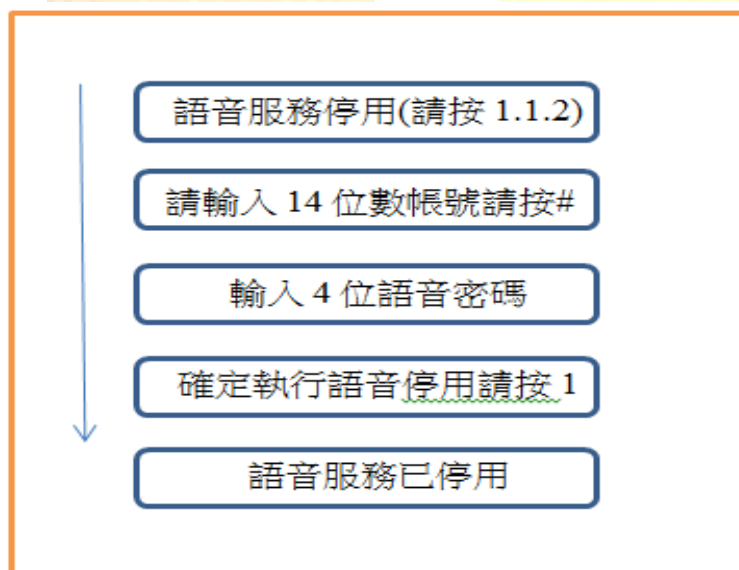 語音服務停用(請按 1.1.2)
請輸入 14 位數帳號請按#
輸入 4 位語音密碼
確定執行語音停用請按 1
語音服務已停用